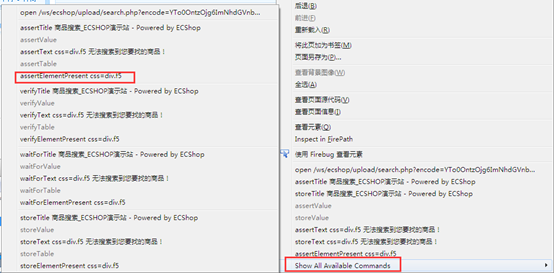 open /ws/ecshop/upload/search.php?encode=YTo0OntzOjg6ImNhdGVnb...
assertTitle 商品搜索_ECSHOP演示站 - Powered by ECShop
assertValue
assertText css=div.f5 无法搜索到您要找的商品！
assertTable
assertElementPresent css=div.f5
verifyTitle 商品搜索_ECSHOP演示站 - Powered by ECShop
verifyValue
verifyText css=div.f5 无法搜索到您要找的商品！
verifyTable
verifyElementPresent css=div.f5
waitForTitle 商品搜索_ECSHOP演示站 - Powered by ECShop
waitForValue
waitForText css=div.f5 无法搜索到您要找的商品！
waitForTable
waitForElementPresent css=div.f5
storeTitle 商品搜索_ECSHOP演示站 - Powered by ECShop
storeValue
storeText css=div.f5 无法搜索到您要找的商品！
storeTable
storeElementPresent css=div.f5
后退(B)
前进(F)
重新载入(R)
将此页加为书签(M)
页面另存为(P)...
查看背景图像(W)
全选(A)
查看页面源代码(V)
查看页面信息(I)
查看元素(Q)
Inspect in FirePath
使用 Firebug 查看元素
open /ws/ecshop/upload/search.php?encode=YTo0OntzOjg6ImNhdGVnb...
assertTitle 商品搜索_ECSHOP演示站 - Powered by ECShop
storeTitle 商品搜索_ECSHOP演示站 - Powered by ECShop
assertValue
storeValue
assertText css=div.f5 无法搜索到您要找的商品！
storeText css=div.f5 无法搜索到您要找的商品！
assertElementPresent css=div.f5
Show All Available Commands